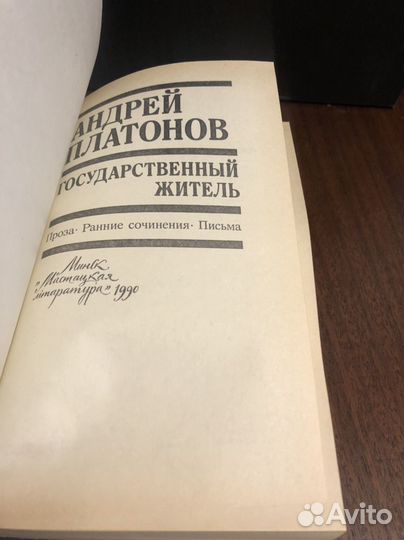 АНДРЕЙ
ПЛАТОНОВ
ГОСУДАРСТВЕННЫЙ
ЖИТЕЛЬ
Проза · Ранние сочинения · Письма
Минск
"Мастацкая
літаратура" 1990
Avito